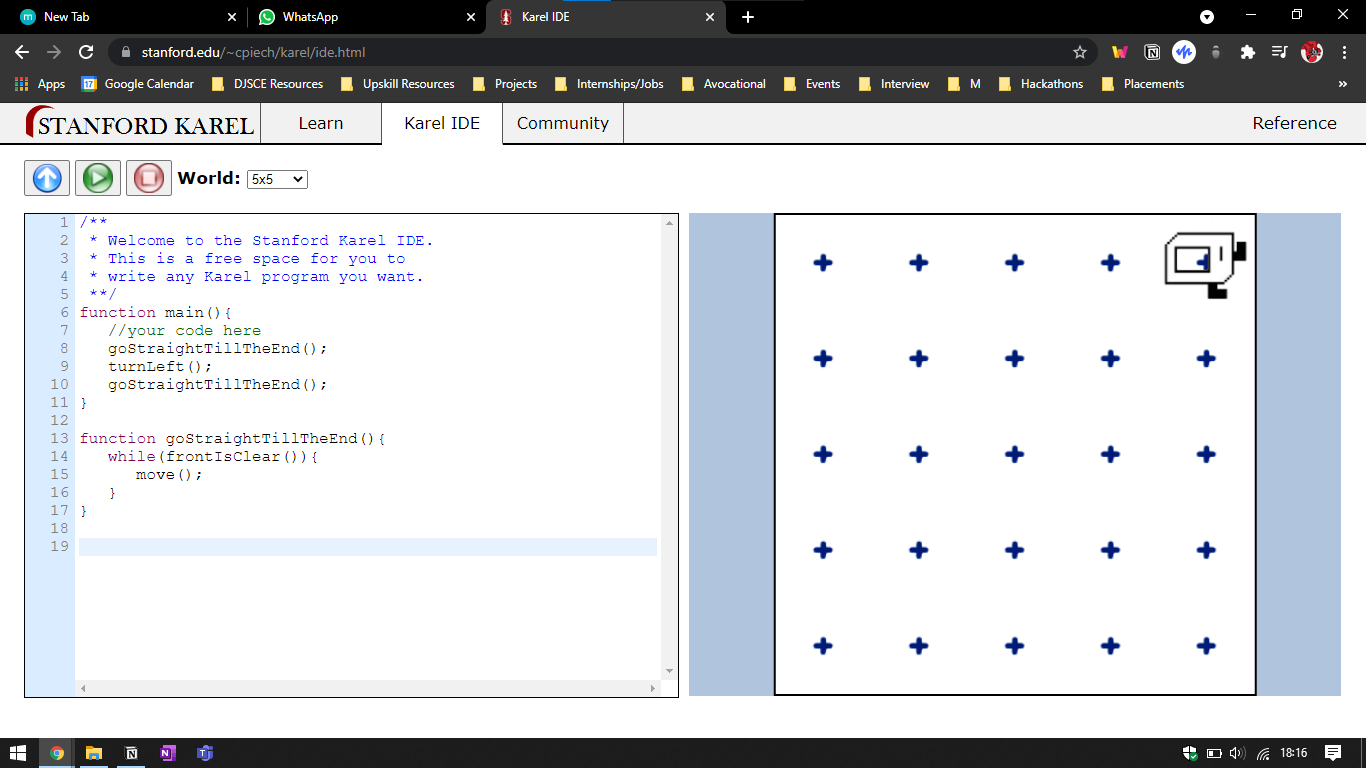 New Tab
WhatsApp
Karel IDE
stanford.edu/~cpiech/karel/ide.html
Apps
17 Google Calendar
DJSCE Resources
Upskill Resources
Projects
Internships/Jobs
Avocational
Events
Interview
M
Hackathons
Placements
»
STANFORD KAREL
Learn
Karel IDE
Community
Reference
World: 5x5
1 /**
2 * Welcome to the Stanford Karel IDE.
3 * This is a free space for you to
4 * write any Karel program you want.
5 **/
6 function main(){
7 //your code here
8 goStraightTillTheEnd();
9 turnLeft();
10 goStraightTillTheEnd();
11 }
12
13 function goStraightTillTheEnd(){
14 while(frontIsClear()){
15 move();
16 }
17 }
18
19
18:16